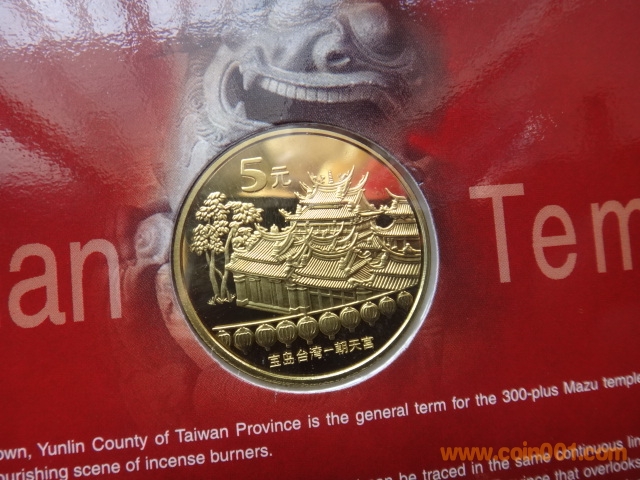 5元
an Tem
宝岛台湾-朝天宫
own, Yunlin County of Taiwan Province is the general term for the 300-plus Mazu temple
ourishing scene of incense burners.
can be traced in the same continuous lin
ince that overlooks
www.coin001.com